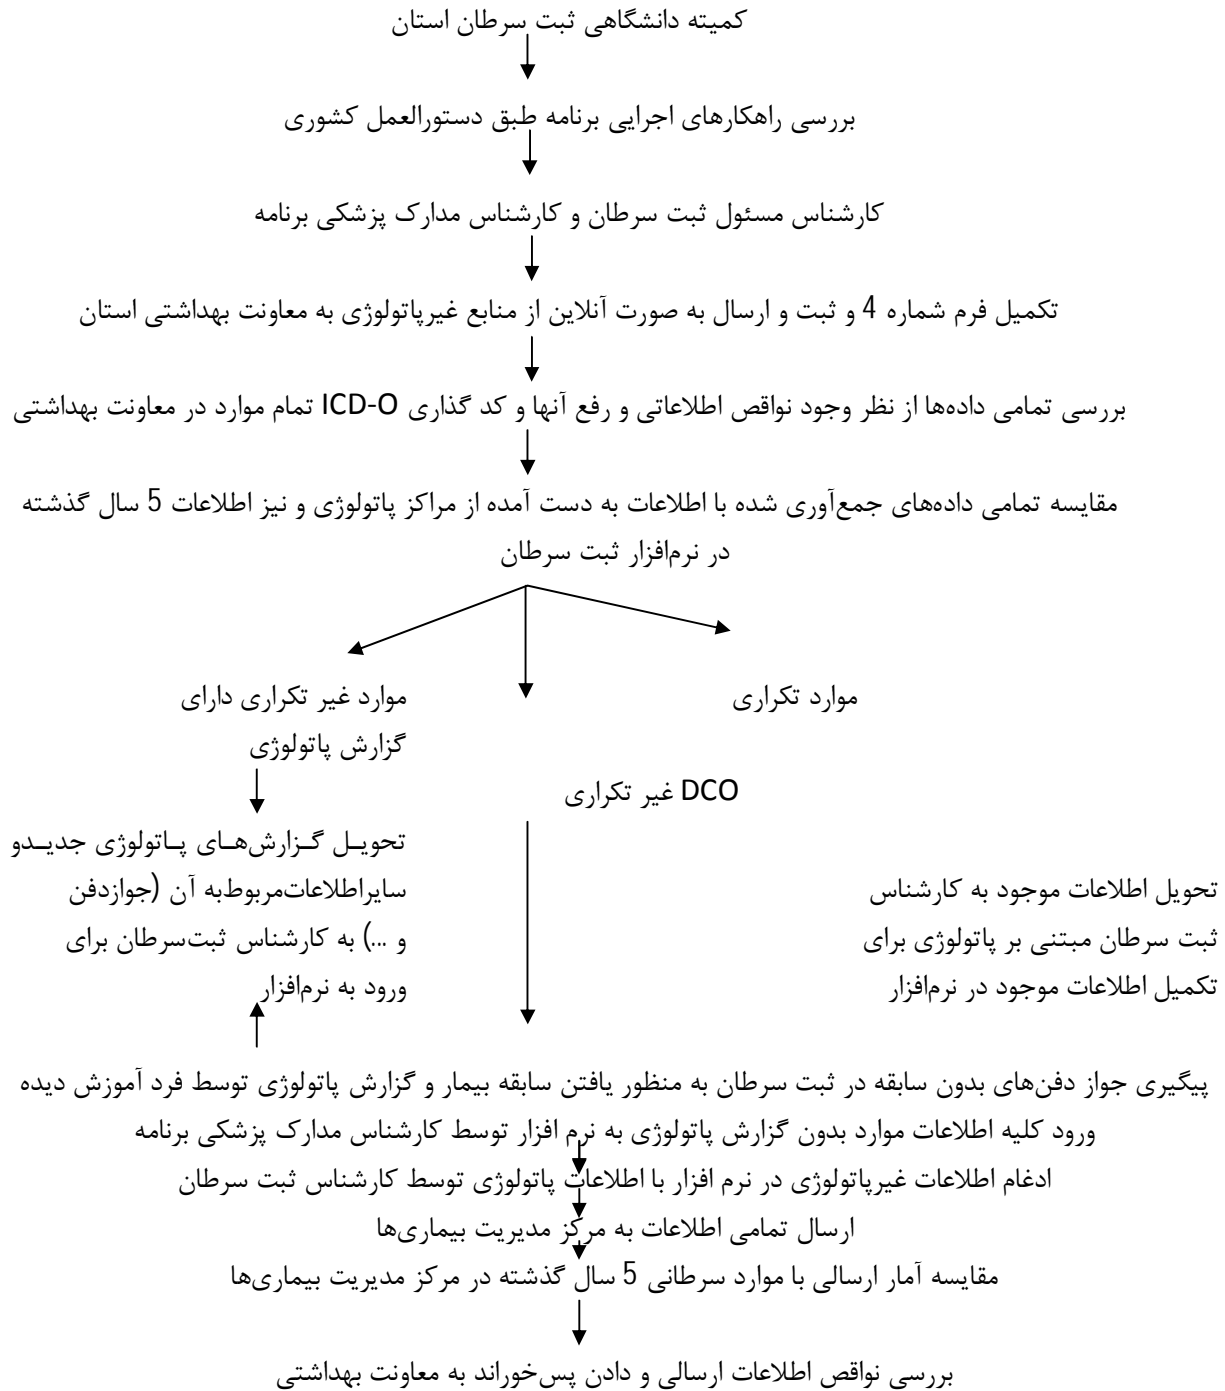 کمیته دانشگاهی ثبت سرطان استان
بررسی راهکارهای اجرایی برنامه طبق دستورالعمل کشوری
کارشناس مسئول ثبت سرطان و کارشناس مدارک پزشکی برنامه
تکمیل فرم شماره 4 و ثبت و ارسال به صورت آنلاین از منابع غیرپاتولوژی به معاونت بهداشتی استان
بررسی تمامی داده‌ها از نظر وجود نواقص اطلاعاتی و رفع آنها و کد گذاری ICD-O تمام موارد در معاونت بهداشتی
مقایسه تمامی داده‌های جمع‌آوری شده با اطلاعات به دست آمده از مراکز پاتولوژی و نیز اطلاعات 5 سال گذشته
در نرم‌افزار ثبت سرطان
موارد تکراری
تحویل اطلاعات موجود به کارشناس
ثبت سرطان مبتنی بر پاتولوژی برای
تکمیل اطلاعات موجود در نرم‌افزار
DCO غیر تکراری
موارد غیر تکراری دارای
گزارش پاتولوژی
تحویـل گـزارش‌هـای پـاتولوژی جدیـدو
سایراطلاعات‌مربوط‌به آن (جوازدفن
و ...) به کارشناس ثبت‌سرطان برای
ورود به نرم‌افزار
پیگیری جواز دفن‌های بدون سابقه در ثبت سرطان به منظور یافتن سابقه بیمار و گزارش پاتولوژی توسط فرد آموزش دیده
ورود کلیه اطلاعات موارد بدون گزارش پاتولوژی به نرم افزار توسط کارشناس مدارک پزشکی برنامه
ادغام اطلاعات غیرپاتولوژی در نرم افزار با اطلاعات پاتولوژی توسط کارشناس ثبت سرطان
ارسال تمامی اطلاعات به مرکز مدیریت بیماری‌ها
مقایسه آمار ارسالی با موارد سرطانی 5 سال گذشته در مرکز مدیریت بیماری‌ها
بررسی نواقص اطلاعات ارسالی و دادن پس‌خوراند به معاونت بهداشتی